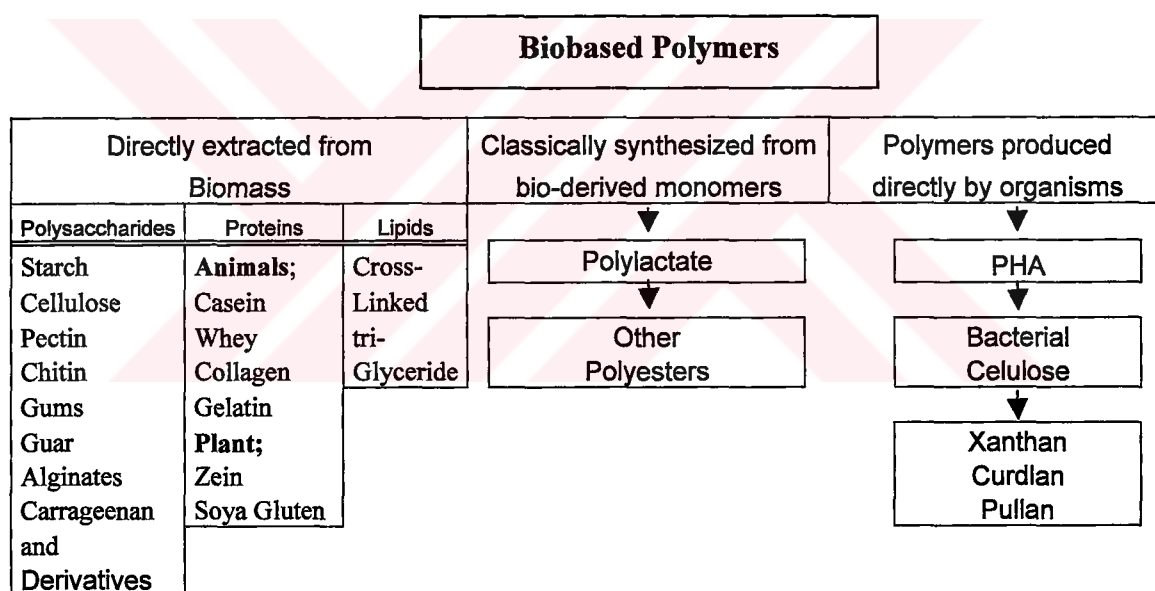 Biobased Polymers
Directly extracted from
Biomass
Polysaccharides
Starch
Cellulose
Pectin
Chitin
Gums
Guar
Alginates
Carrageenan
and
Derivatives
Proteins
Animals;
Casein
Whey
Collagen
Gelatin
Plant;
Zein
Soya Gluten
Lipids
Cross-
Linked
tri-
Glyceride
Classically synthesized from
bio-derived monomers
Polylactate
Other
Polyesters
Polymers produced
directly by organisms
PHA
Bacterial
Celulose
Xanthan
Curdlan
Pullan